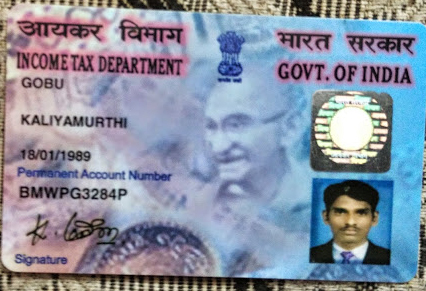 आयकर विभाग
INCOME TAX DEPARTMENT
भारत सरकार
GOVT. OF INDIA
GOBU
KALIYAMURTHI
18/01/1989
Permanent Account Number
BMWPG3284P
Signature